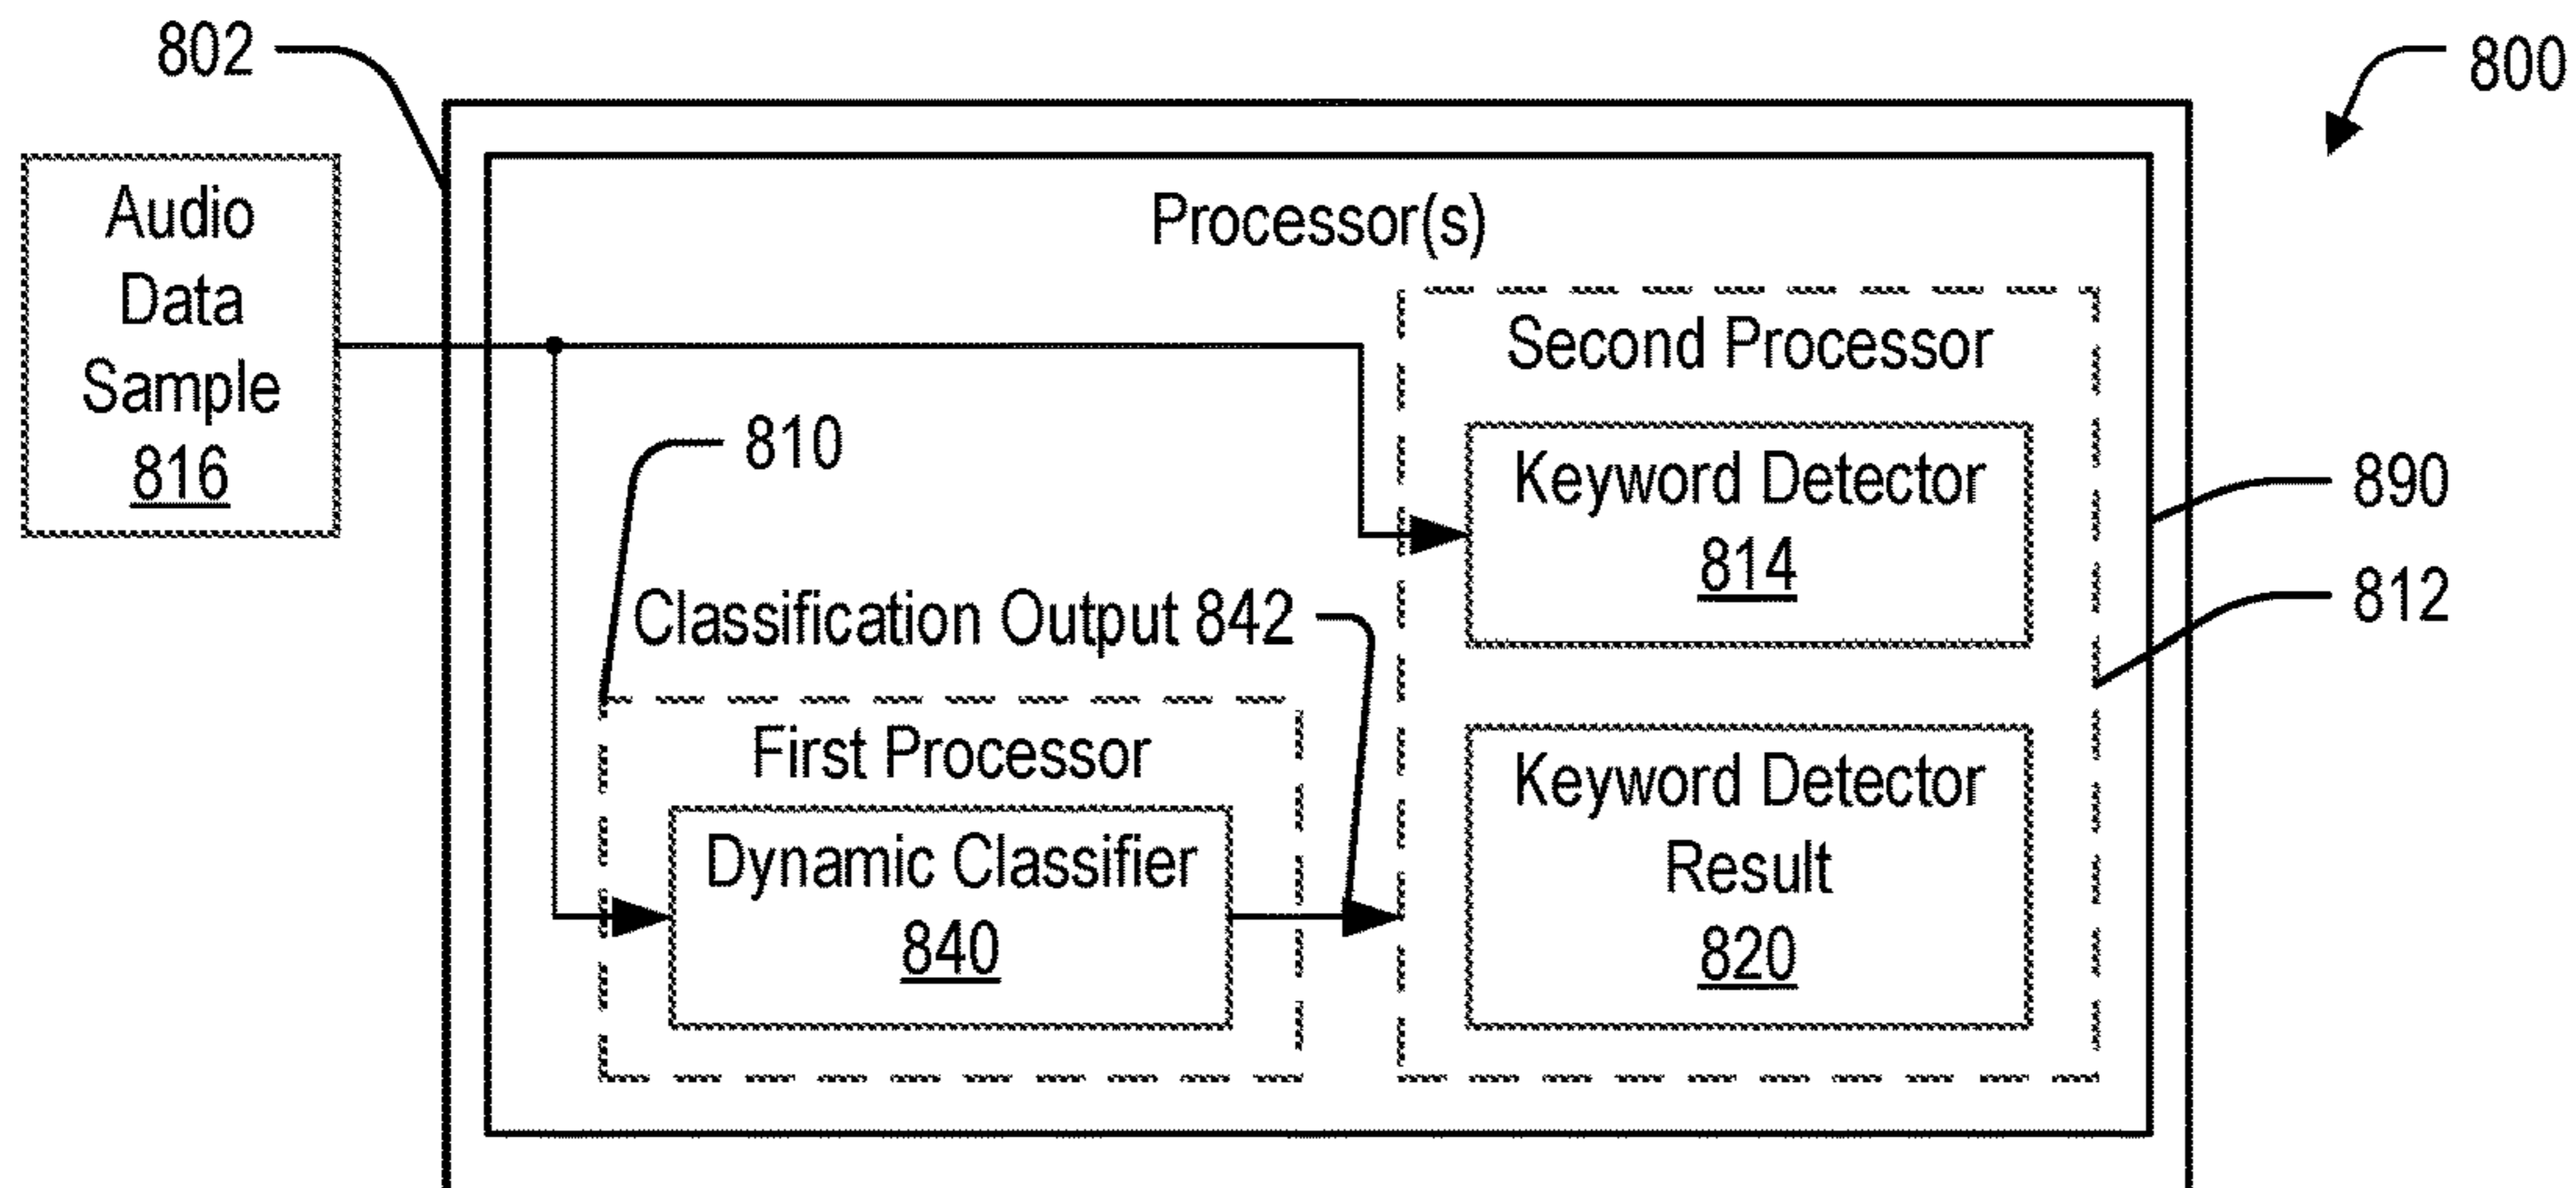 802
800
Audio
Data
Sample
816
Processor(s)
Second Processor
810
Keyword Detector
814
890
812
Classification Output 842
First Processor
Dynamic Classifier
840
Keyword Detector
Result
820